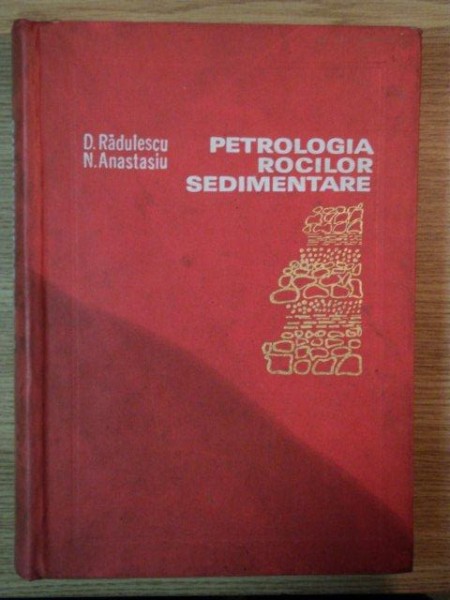 D. Rădulescu
N. Anastasiu
PETROLOGIA
ROCILOR
SEDIMENTARE